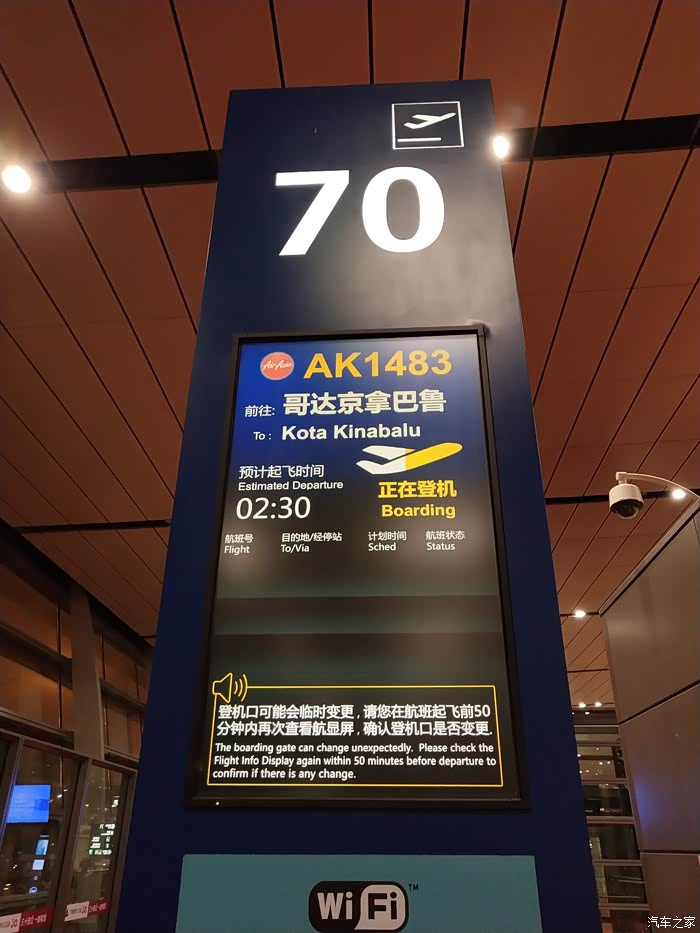 70
AirAsia
AK1483
前往: 哥达京拿巴鲁
To : Kota Kinabalu
预计起飞时间
Estimated Departure
02:30
正在登机
Boarding
航班号 目的地/经停站 计划时间 航班状态
Flight To/Via Sched Status
登机口可能会临时变更 , 请您在航班起飞前50
分钟内再次查看航显屏 , 确认登机口是否变更.
The boarding gate can change unexpectedly. Please check the
Flight Info Display again within 50 minutes before departure to
confirm if there is any change.
WiFi™
汽车之家